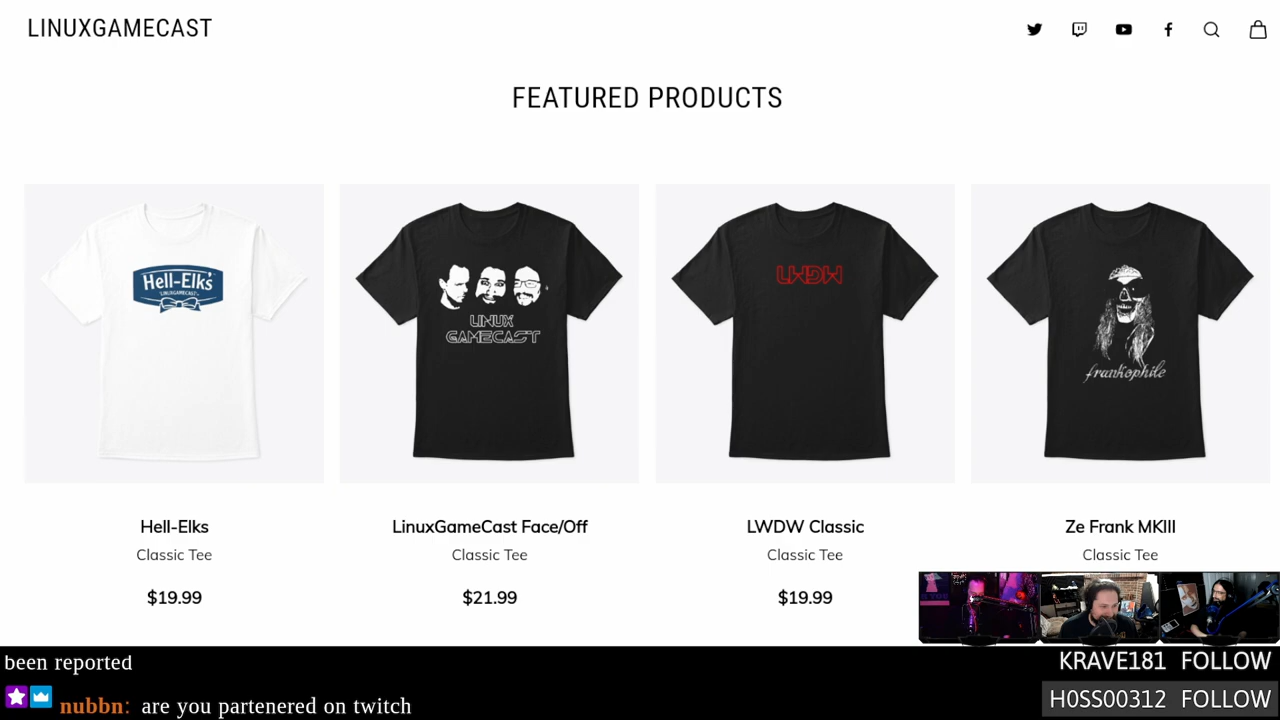 LINUXGAMECAST
FEATURED PRODUCTS
Hell-Elks
LINUXGAMECAST
LINUX
GAMECAST
LWDW
frankophile
Hell-Elks
Classic Tee
$19.99
LinuxGameCast Face/Off
Classic Tee
$21.99
LWDW Classic
Classic Tee
$19.99
Ze Frank MKIII
Classic Tee
been reported
nubbn: are you partenered on twitch
KRAVE181 FOLLOW
H0SS00312 FOLLOW